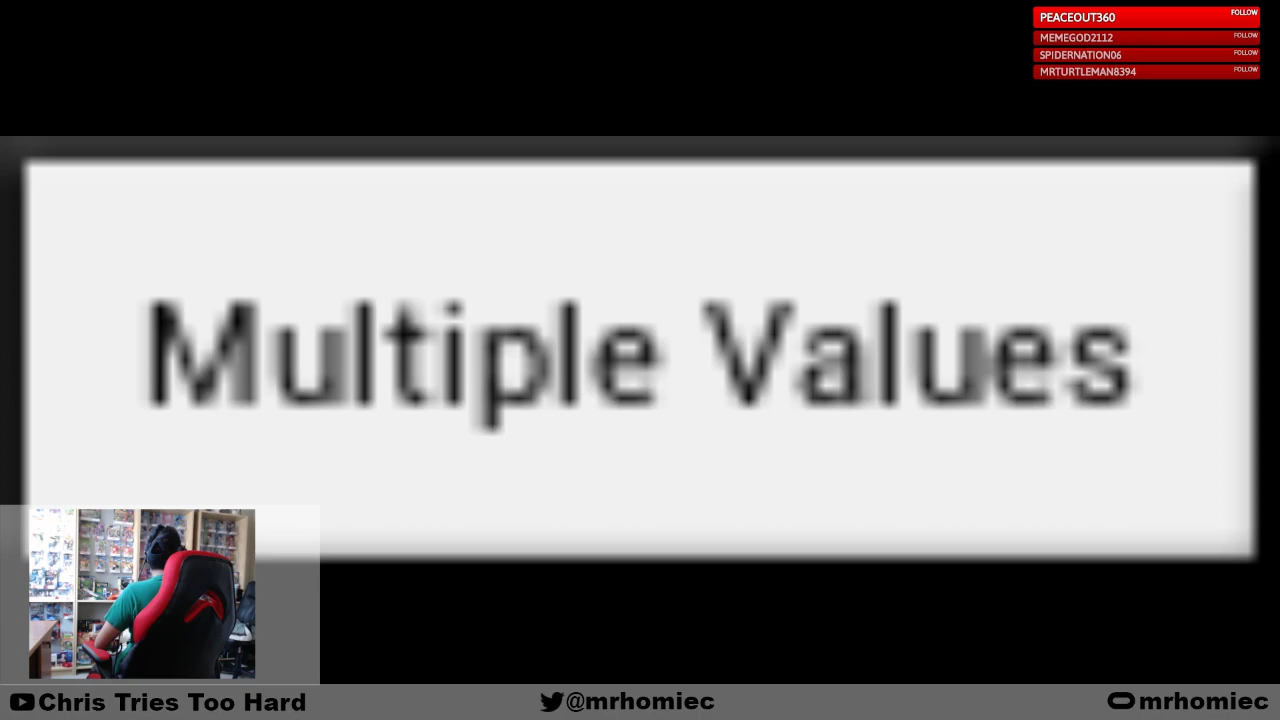 PEACEOUT360 FOLLOW
MEMEGOD2112 FOLLOW
SPIDERNATION06 FOLLOW
MRTURTLEMAN8394 FOLLOW
Multiple Values
Chris Tries Too Hard @mrhomiec mrhomiec